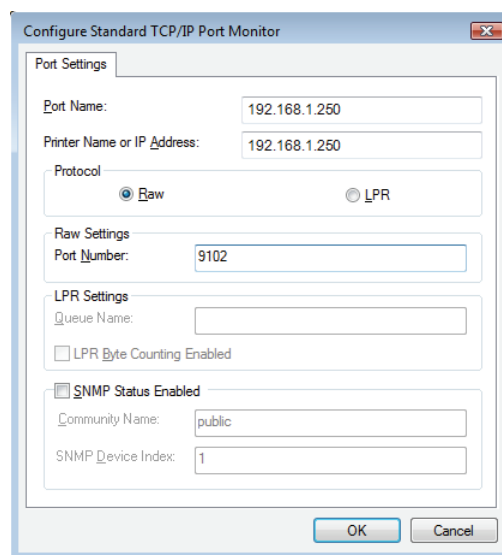 Configure Standard TCP/IP Port Monitor
Port Settings
Port Name: 192.168.1.250
Printer Name or IP Address: 192.168.1.250
Protocol
Raw LPR
Raw Settings
Port Number: 9102
LPR Settings
Queue Name:
LPR Byte Counting Enabled
SNMP Status Enabled
Community Name: public
SNMP Device Index: 1
OK Cancel